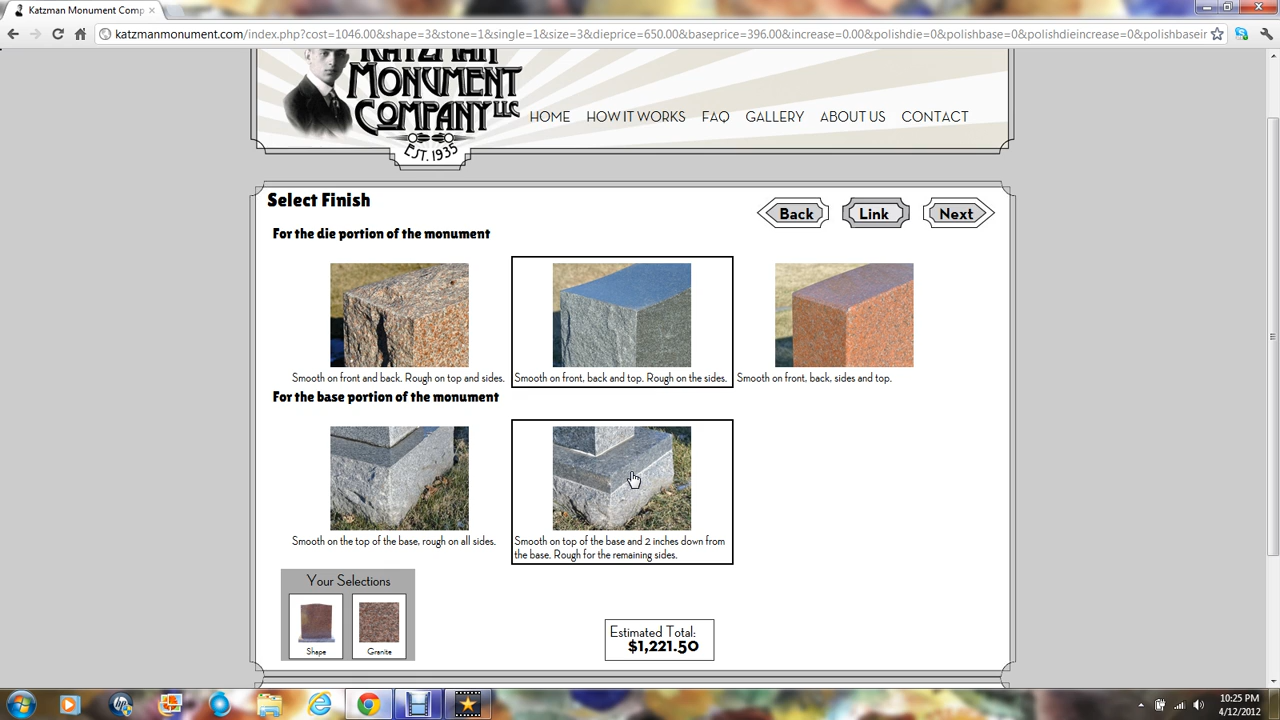 Katzman Monument Comp
katzmanmonument.com/index.php?cost=1046.00&shape=3&stone=1&single=1&size=3&dieprice=650.00&baseprice=396.00&increase=0.00&polishdie=0&polishbase=0&polishdieincrease=0&polishbasei
KATZMAN
MONUMENT
COMPANY LLC
EST. 1935
HOME HOW IT WORKS FAQ GALLERY ABOUT US CONTACT
Select Finish
Back Link Next
For the die portion of the monument
Smooth on front and back. Rough on top and sides. Smooth on front, back and top. Rough on the sides. Smooth on front, back, sides and top.
For the base portion of the monument
Smooth on the top of the base, rough on all sides. Smooth on top of the base and 2 inches down from
the base. Rough for the remaining sides.
Your Selections
Shape Granite
Estimated Total:
$1,221.50
10:25 PM
4/12/2012